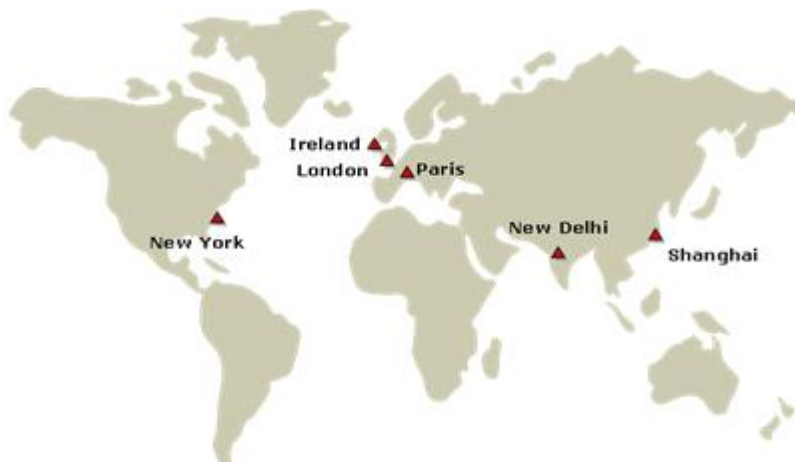 Ireland
London
Paris
New York
New Delhi
Shanghai